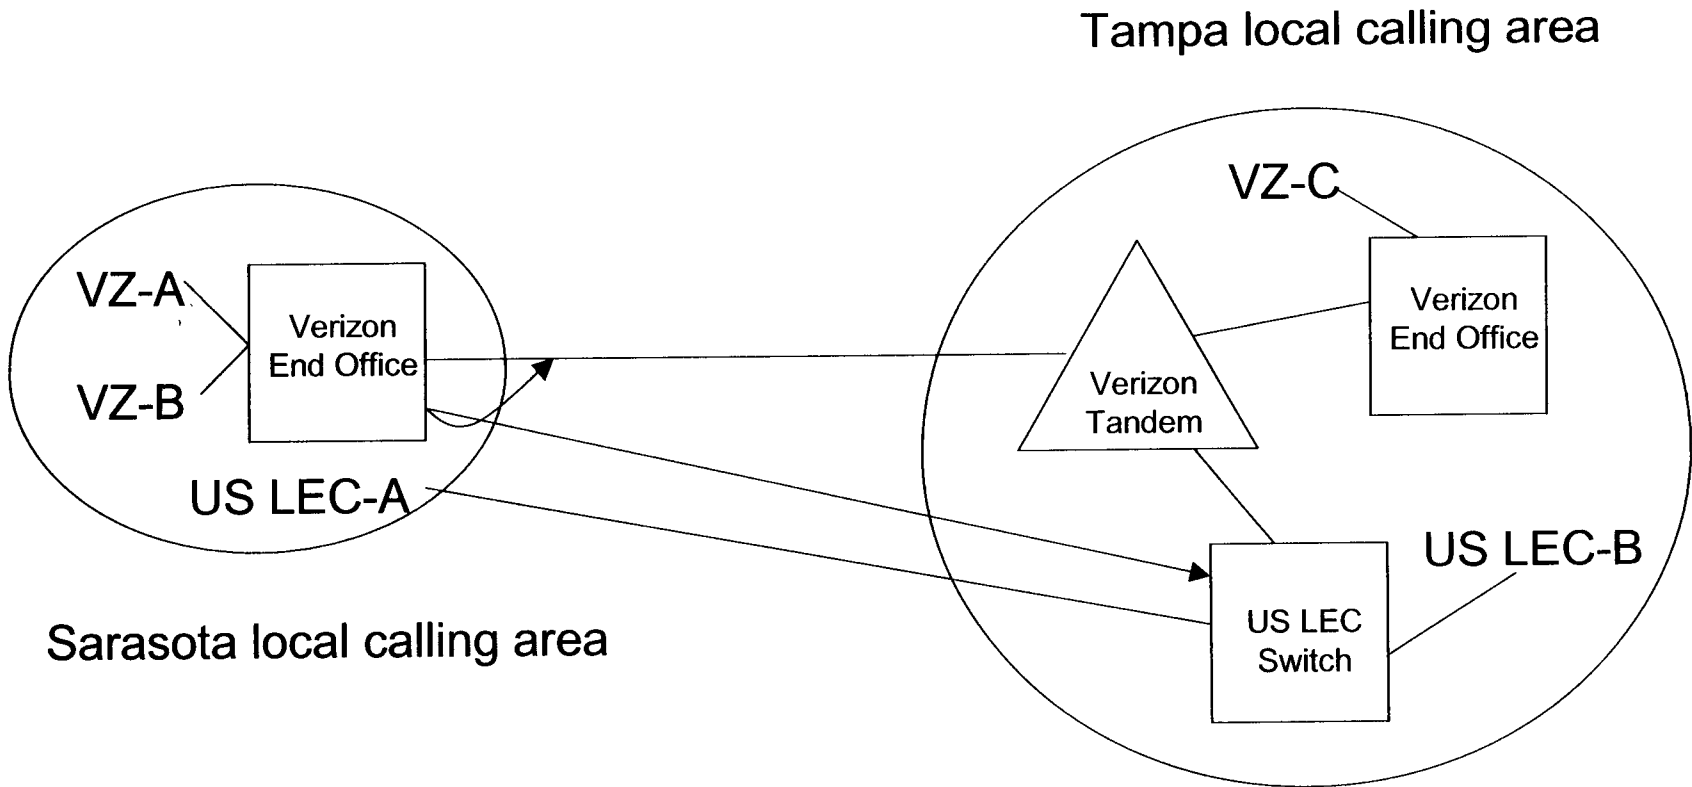 Tampa local calling area
VZ-C
VZ-A
Verizon
End Office
VZ-B
US LEC-A
Verizon
Tandem
Verizon
End Office
US LEC-B
US LEC
Switch
Sarasota local calling area